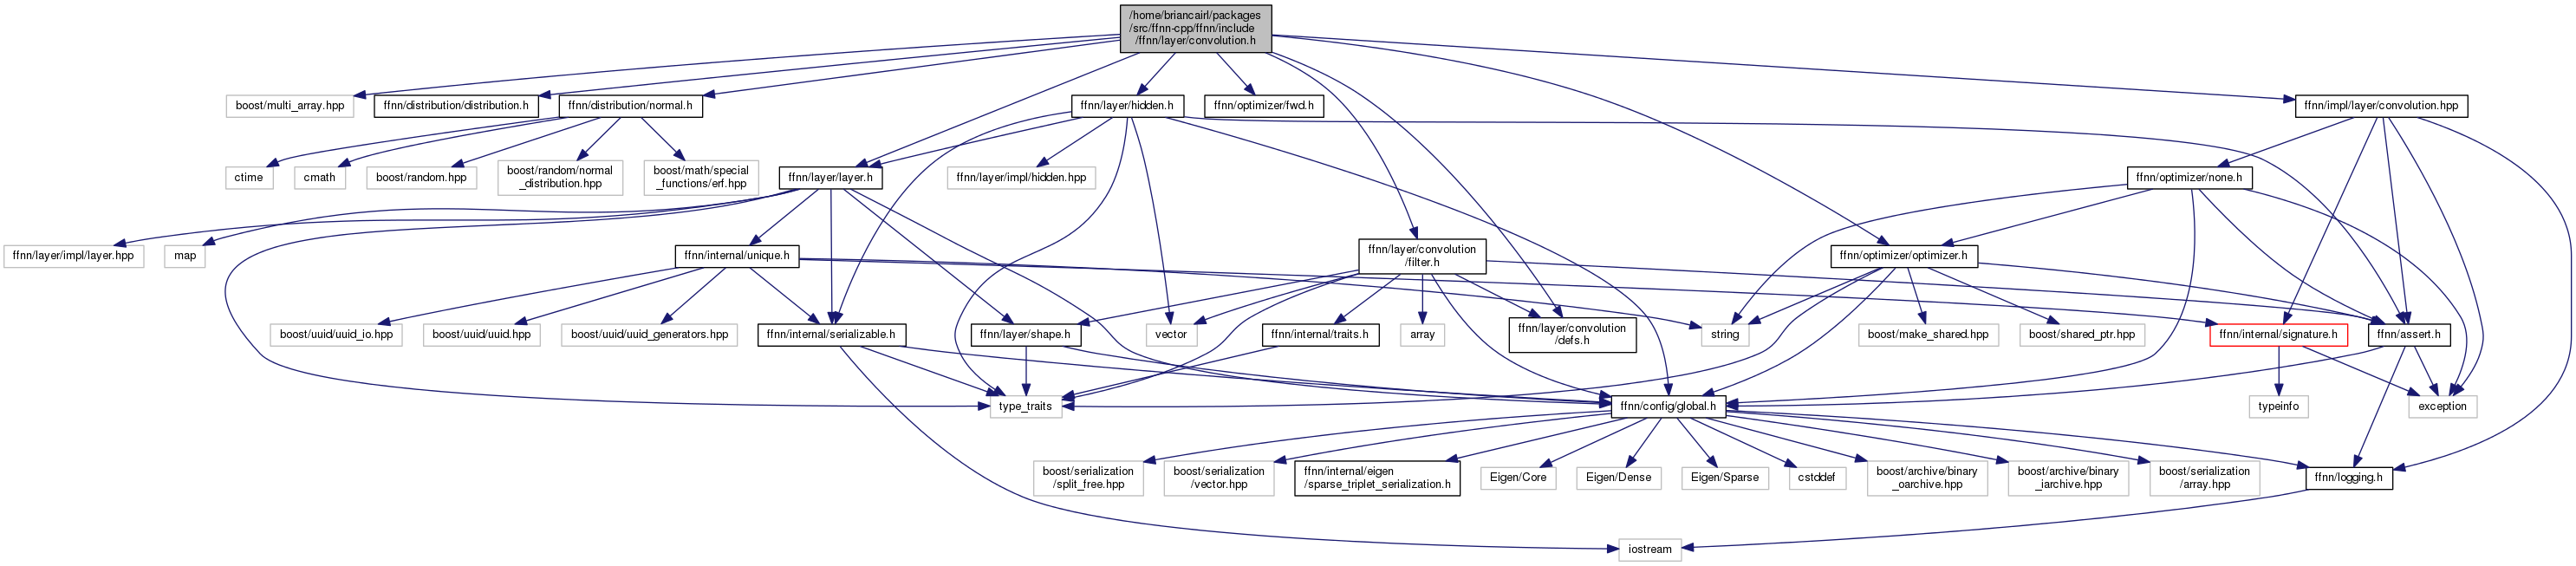 /home/briancairl/packages
/src/ffnn-cpp/ffnn/include
/ffnn/layer/convolution.h
boost/multi_array.hpp
ffnn/distribution/distribution.h
ffnn/distribution/normal.h
ffnn/layer/hidden.h
ffnn/optimizer/fwd.h
ffnn/impl/layer/convolution.hpp
ctime
cmath
boost/random.hpp
boost/random/normal
_distribution.hpp
boost/math/special
_functions/erf.hpp
ffnn/layer/layer.h
ffnn/layer/impl/hidden.hpp
ffnn/optimizer/none.h
ffnn/layer/impl/layer.hpp
map
ffnn/internal/unique.h
ffnn/layer/convolution
/filter.h
ffnn/optimizer/optimizer.h
boost/uuid/uuid_io.hpp
boost/uuid/uuid.hpp
boost/uuid/uuid_generators.hpp
ffnn/internal/serializable.h
ffnn/layer/shape.h
vector
ffnn/internal/traits.h
array
ffnn/layer/convolution
/defs.h
string
boost/make_shared.hpp
boost/shared_ptr.hpp
ffnn/internal/signature.h
ffnn/assert.h
type_traits
ffnn/config/global.h
typeinfo
exception
boost/serialization
/split_free.hpp
boost/serialization
/vector.hpp
ffnn/internal/eigen
/sparse_triplet_serialization.h
Eigen/Core
Eigen/Dense
Eigen/Sparse
cstddef
boost/archive/binary
_oarchive.hpp
boost/archive/binary
_iarchive.hpp
boost/serialization
/array.hpp
ffnn/logging.h
iostream